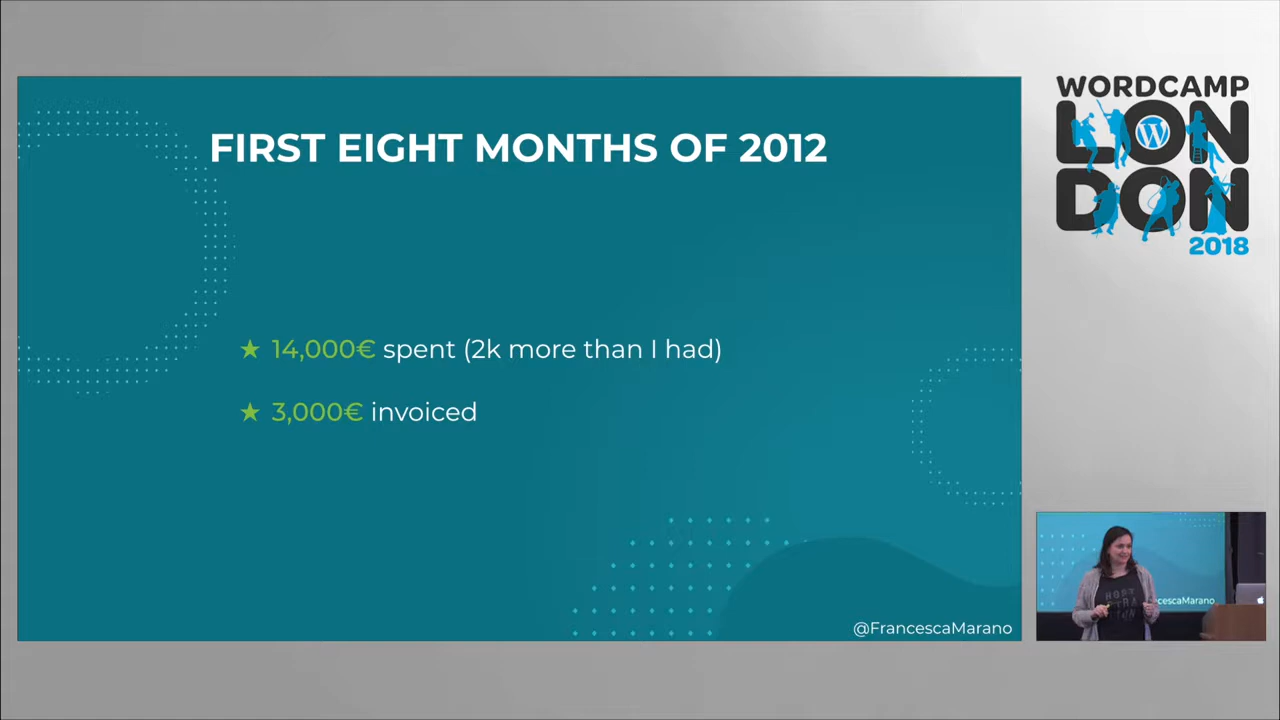 FIRST EIGHT MONTHS OF 2012
★ 14,000€ spent (2k more than I had)
★ 3,000€ invoiced
@FrancescaMarano
WORDCAMP
LON
DON
2018
cescaMarano